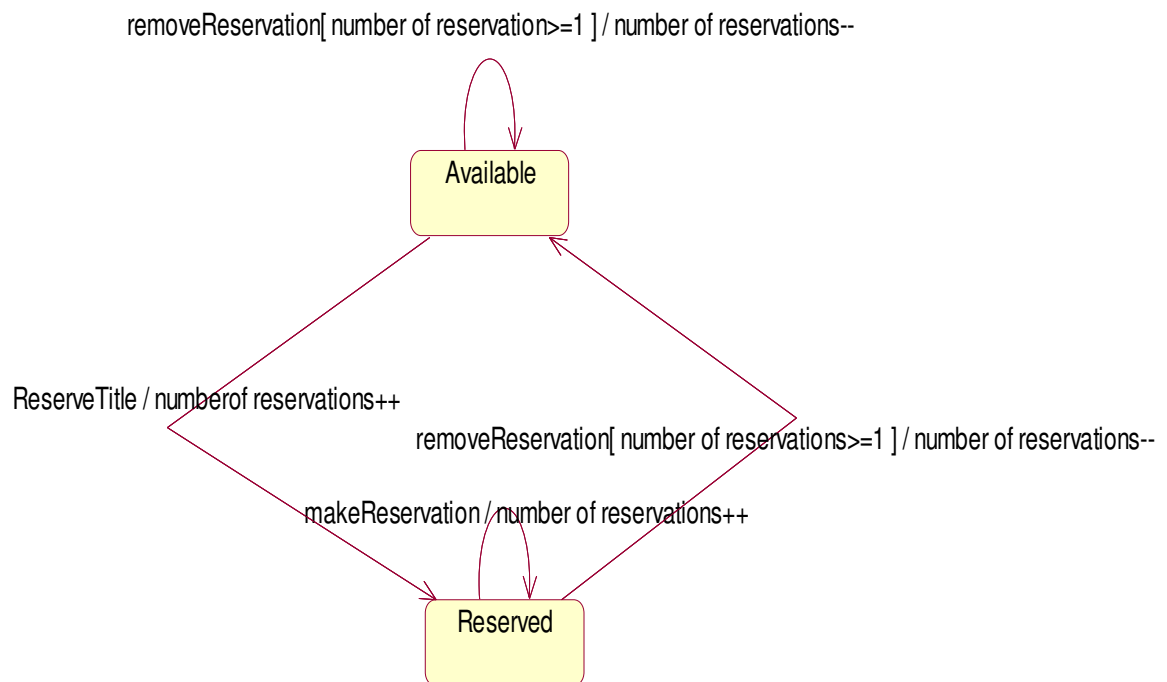 removeReservation[ number of reservation>=1 ] / number of reservations--
Available
ReserveTitle / numberof reservations++
removeReservation[ number of reservations>=1 ] / number of reservations--
makeReservation / number of reservations++
Reserved